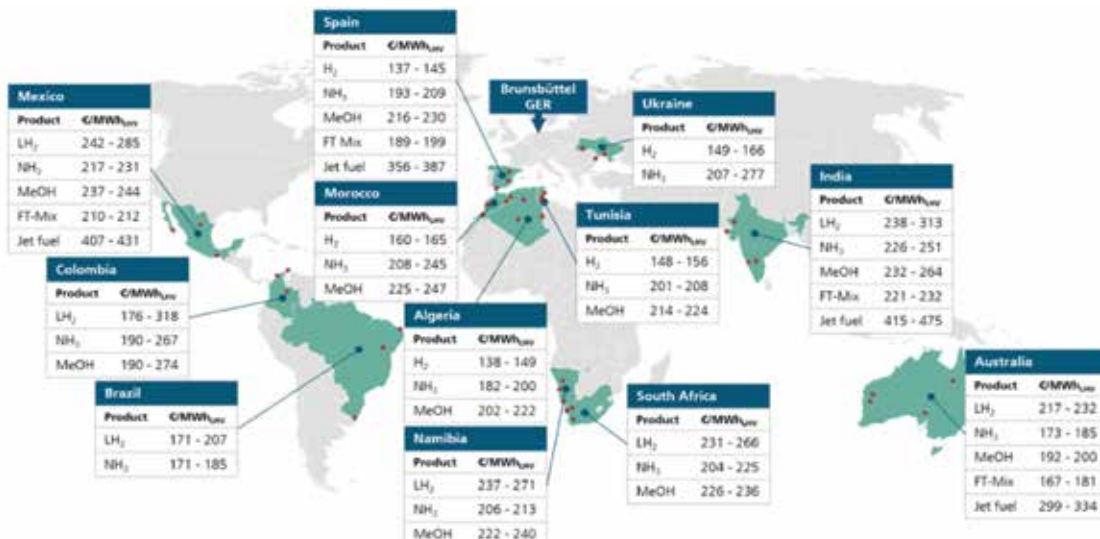 Spain
Product €/MWhLHV
H₂ 137 - 145
NH₃ 193 - 209
MeOH 216 - 230
FT Mix 189 - 199
Jet fuel 356 - 387
Brunsbüttel
GER
Mexico
Product €/MWhLHV
LH₂ 242 - 285
NH₃ 217 - 231
MeOH 237 - 244
FT-Mix 210 - 212
Jet fuel 407 - 431
Ukraine
Product €/MWhLHV
H₂ 149 - 166
NH₃ 207 - 277
India
Product €/MWhLHV
LH₂ 238 - 313
NH₃ 226 - 251
MeOH 232 - 264
FT-Mix 221 - 232
Jet fuel 415 - 475
Morocco
Product €/MWhLHV
H₂ 160 - 165
NH₃ 208 - 245
MeOH 225 - 247
Tunisia
Product €/MWhLHV
H₂ 148 - 156
NH₃ 201 - 208
MeOH 214 - 224
Colombia
Product €/MWhLHV
LH₂ 176 - 318
NH₃ 190 - 267
MeOH 190 - 274
Algeria
Product €/MWhLHV
H₂ 138 - 149
NH₃ 182 - 200
MeOH 202 - 222
Brazil
Product €/MWhLHV
LH₂ 171 - 207
NH₃ 171 - 185
Namibia
Product €/MWhLHV
LH₂ 237 - 271
NH₃ 206 - 213
MeOH 222 - 240
South Africa
Product €/MWhLHV
LH₂ 231 - 266
NH₃ 204 - 225
MeOH 226 - 236
Australia
Product €/MWhLHV
LH₂ 217 - 232
NH₃ 173 - 185
MeOH 192 - 200
FT-Mix 167 - 181
Jet fuel 299 - 334